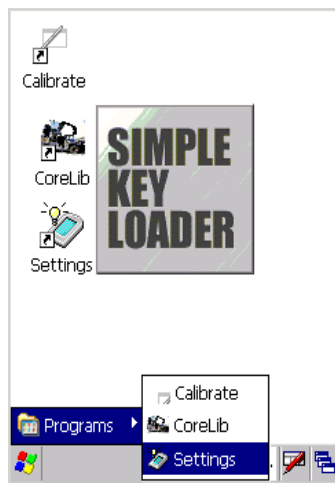 Calibrate
CoreLib
Settings
SIMPLE
KEY
LOADER
Calibrate
CoreLib
Programs
Settings